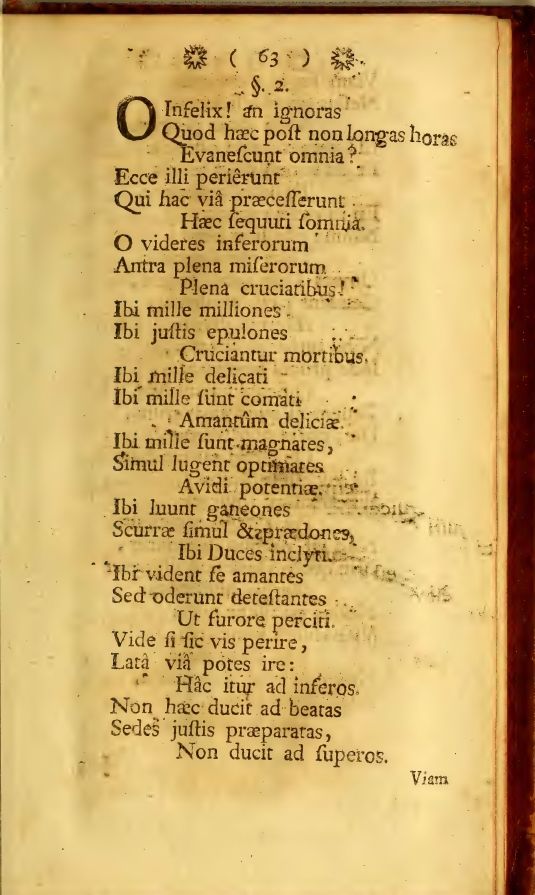 ( 63 )
§. 2.
O Infelix! an ignoras
Quod hæc poſt non longas horas
Evaneſcunt omnia?
Ecce illi periêrunt
Qui hac viâ præceſſerunt
Hæc ſequuti ſomnia.
O videres inferorum
Antra plena miſerorum
Plena cruciatibus!
Ibi mille milliones
Ibi juſtis epulones
Cruciantur mortibus.
Ibi mille delicati
Ibi mille ſunt comati
Amantûm deliciæ.
Ibi mille ſunt magnates,
Simul lugent optimates
Avidi potentiæ.
Ibi luunt ganeones
Scurræ ſimul & prædones,
Ibi Duces inclyti.
Ibi vident ſe amantes
Sed oderunt deteſtantes
Ut furore perciti.
Vide ſi ſic vis perire,
Latâ viâ potes ire:
Hâc itur ad inferos.
Non hæc ducit ad beatas
Sedes juſtis præparatas,
Non ducit ad ſuperos.
Viam